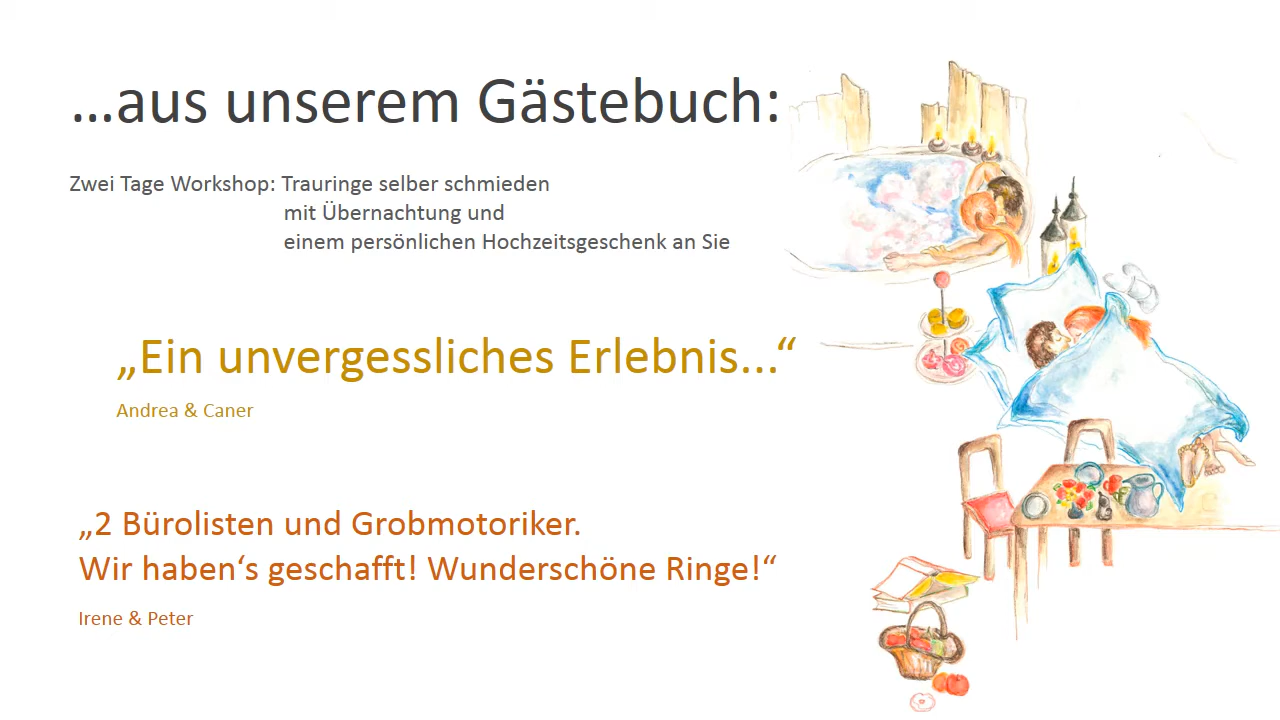 ...aus unserem Gästebuch:
Zwei Tage Workshop: Trauringe selber schmieden
mit Übernachtung und
einem persönlichen Hochzeitsgeschenk an Sie
„Ein unvergessliches Erlebnis...“
Andrea & Caner
„2 Bürolisten und Grobmotoriker.
Wir haben‘s geschafft! Wunderschöne Ringe!“
Irene & Peter